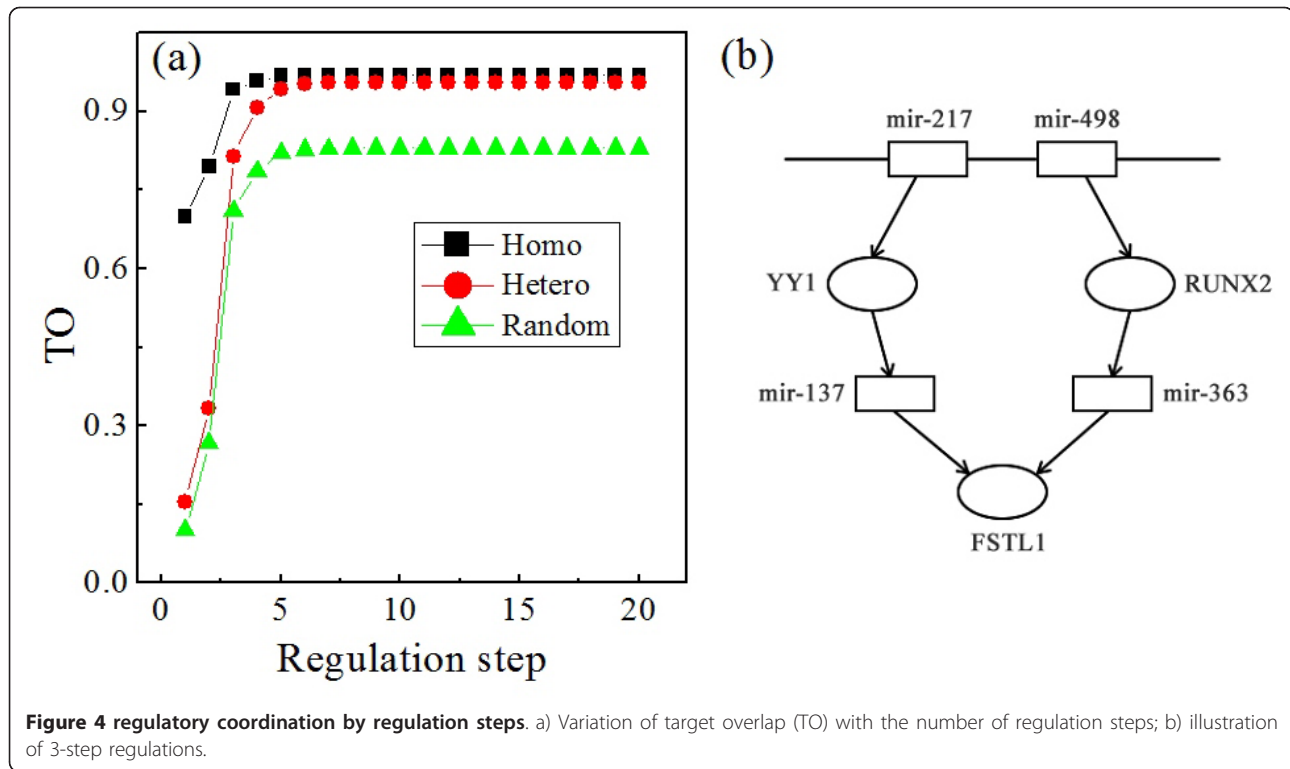 (a)
0.9
0.6
0.3
0.0
TO
Homo
Hetero
Random
0 5 10 15 20
Regulation step
(b)
mir-217 mir-498
YY1 RUNX2
mir-137 mir-363
FSTL1
Figure 4 regulatory coordination by regulation steps. a) Variation of target overlap (TO) with the number of regulation steps; b) illustration
of 3-step regulations.